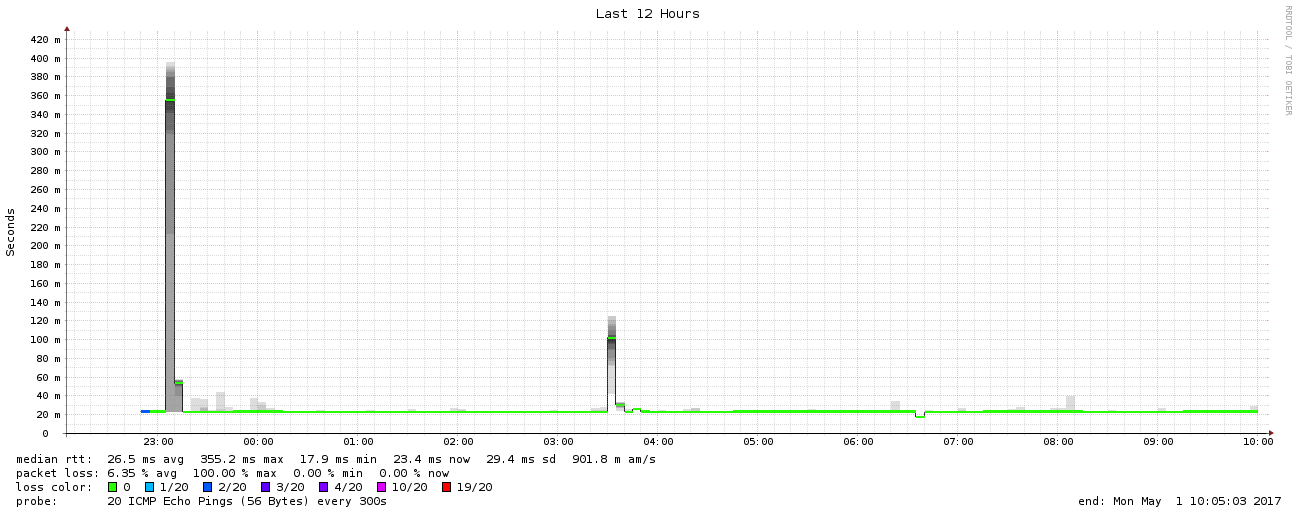 Last 12 Hours
RRDTOOL / TOBI OETIKER
Seconds
420 m
400 m
380 m
360 m
340 m
320 m
300 m
280 m
260 m
240 m
220 m
200 m
180 m
160 m
140 m
120 m
100 m
80 m
60 m
40 m
20 m
0
23:00 00:00 01:00 02:00 03:00 04:00 05:00 06:00 07:00 08:00 09:00 10:00
median rtt: 26.5 ms avg 355.2 ms max 17.9 ms min 23.4 ms now 29.4 ms sd 901.8 m am/s
packet loss: 6.35 % avg 100.00 % max 0.00 % min 0.00 % now
loss color: 0 1/20 2/20 3/20 4/20 10/20 19/20
probe: 20 ICMP Echo Pings (56 Bytes) every 300s end: Mon May 1 10:05:03 2017